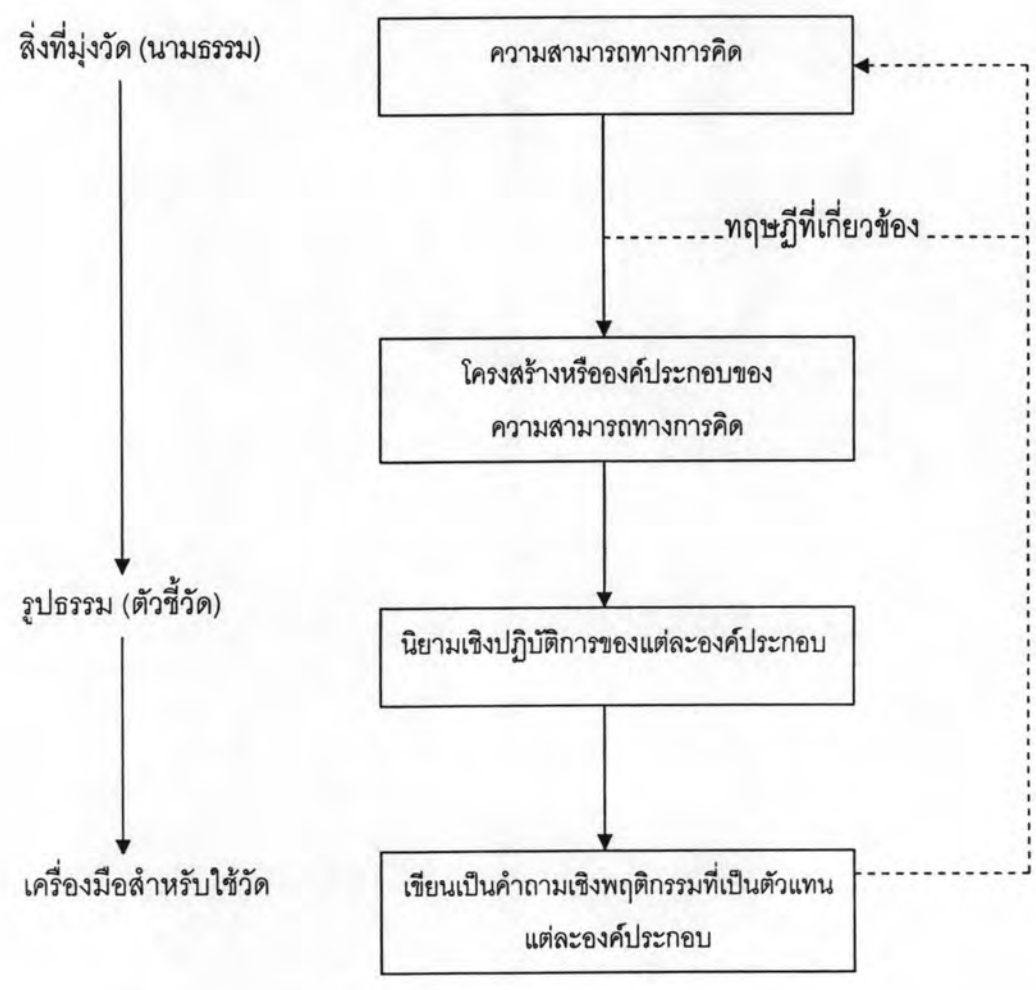 สิ่งที่มุ่งวัด (นามธรรม)
ความสามารถทางการคิด
ทฤษฎีที่เกี่ยวข้อง
โครงสร้างหรือองค์ประกอบของ
ความสามารถทางการคิด
รูปธรรม (ตัวชี้วัด)
นิยามเชิงปฏิบัติการของแต่ละองค์ประกอบ
เครื่องมือสำหรับใช้วัด
เขียนเป็นคำถามเชิงพฤติกรรมที่เป็นตัวแทน
แต่ละองค์ประกอบ